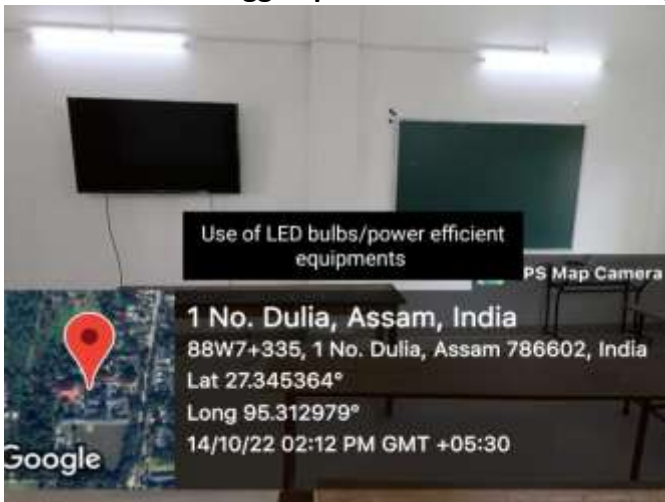 Use of LED bulbs/power efficient
equipments
PS Map Camera
1 No. Dulia, Assam, India
88W7+335, 1 No. Dulia, Assam 786602, India
Lat 27.345364°
Long 95.312979°
14/10/22 02:12 PM GMT +05:30
Google